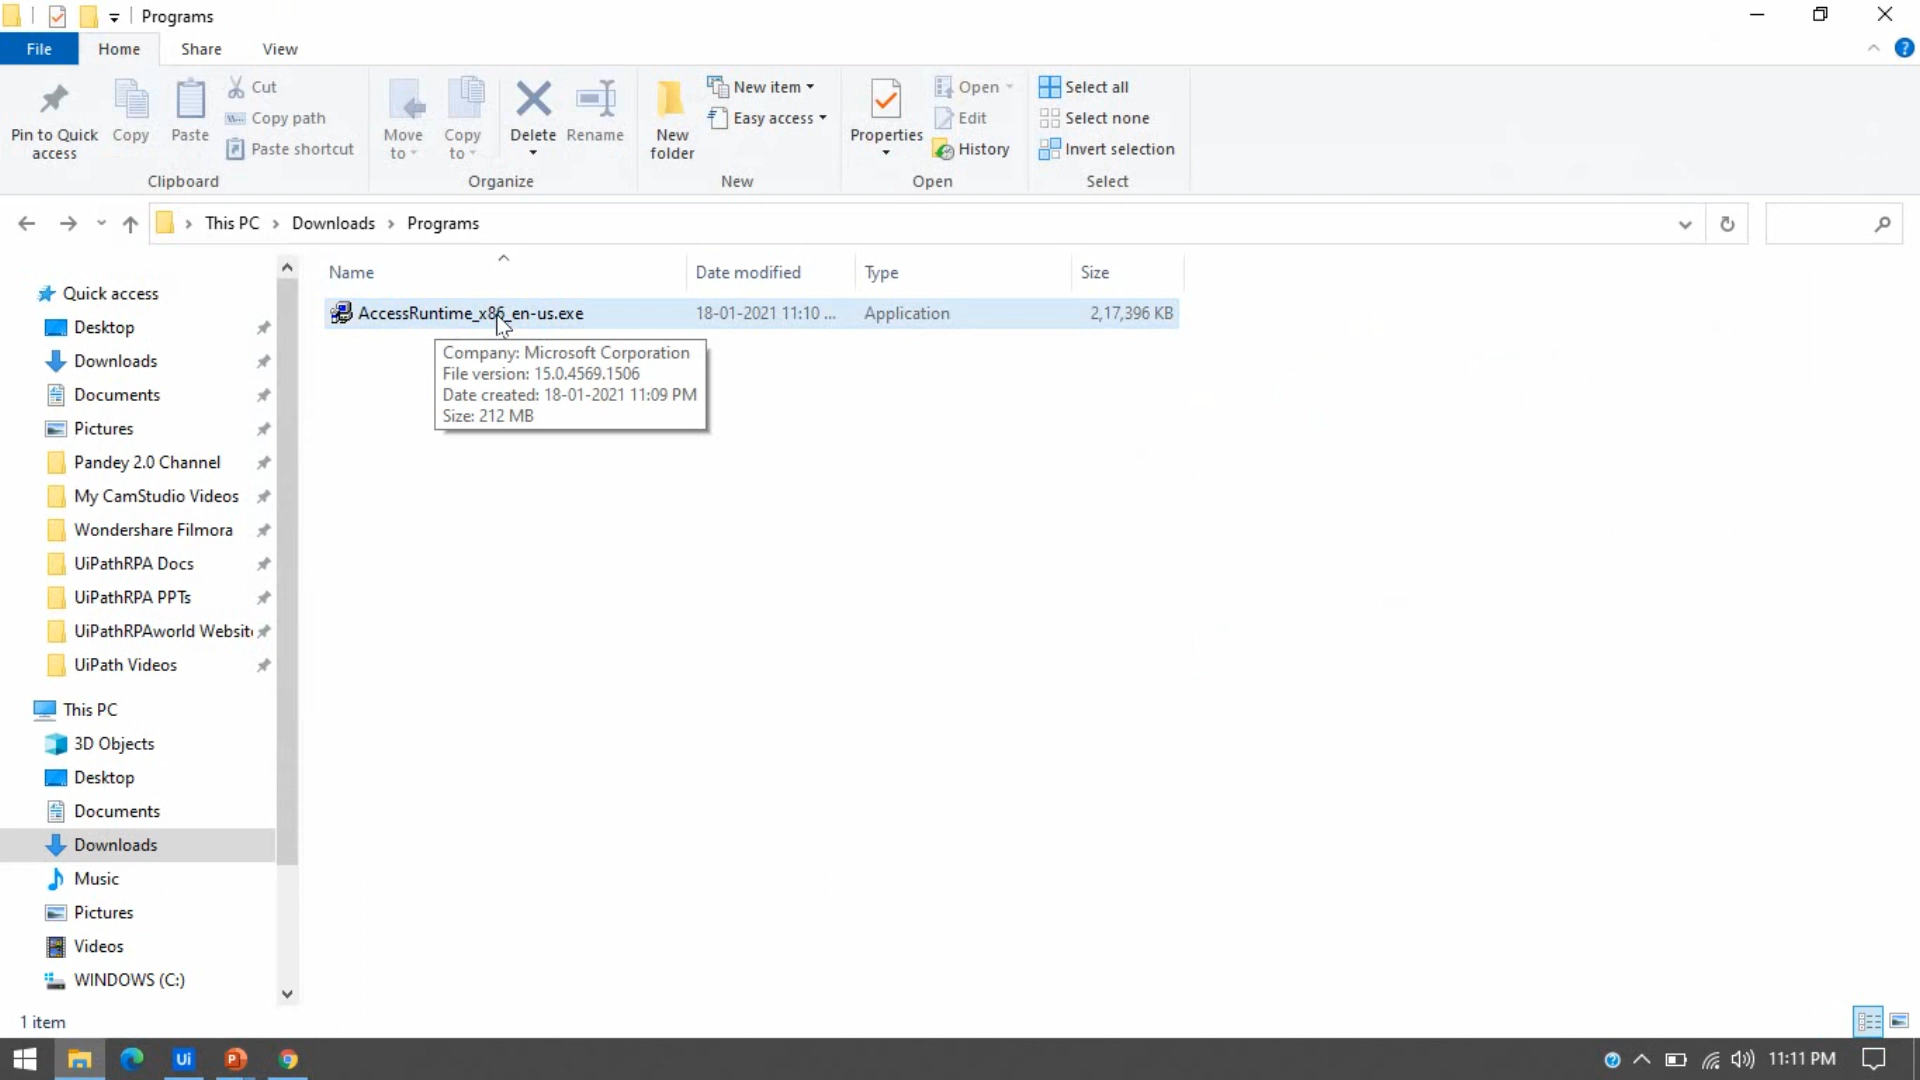 Programs
File
Home
Share
View
Pin to Quick access
Copy
Paste
Cut
Copy path
Paste shortcut
Clipboard
Move to
Copy to
Delete
Rename
Organize
New folder
New item
Easy access
New
Properties
Open
Edit
History
Open
Select all
Select none
Invert selection
Select
This PC > Downloads > Programs
Name
Date modified
Type
Size
AccessRuntime_x86_en-us.exe
18-01-2021 11:10 ...
Application
2,17,396 KB
Company: Microsoft Corporation
File version: 15.0.4569.1506
Date created: 18-01-2021 11:09 PM
Size: 212 MB
Quick access
Desktop
Downloads
Documents
Pictures
Pandey 2.0 Channel
My CamStudio Videos
Wondershare Filmora
UiPathRPA Docs
UiPathRPA PPTs
UiPathRPAworld Website
UiPath Videos
This PC
3D Objects
Desktop
Documents
Downloads
Music
Pictures
Videos
WINDOWS (C:)
1 item
Ui
11:11 PM